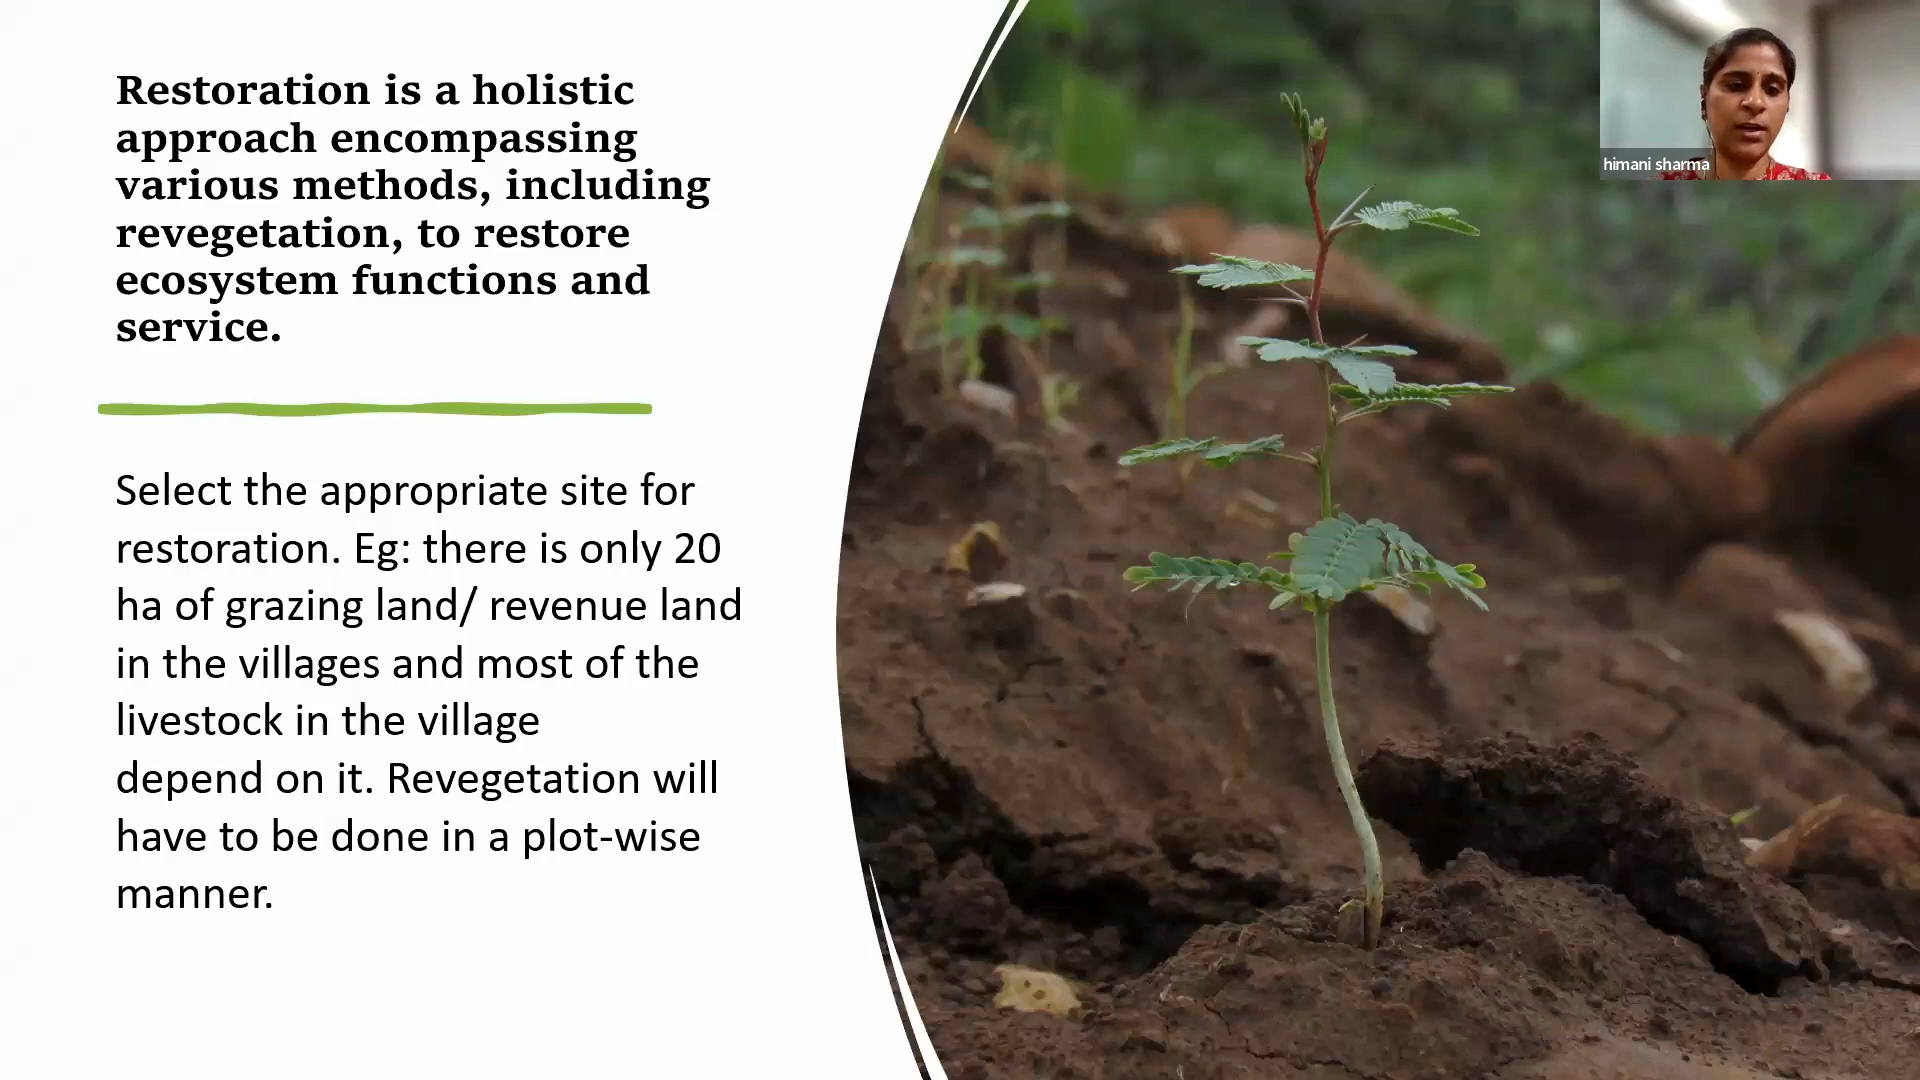 Restoration is a holistic
approach encompassing
various methods, including
revegetation, to restore
ecosystem functions and
service.
Select the appropriate site for
restoration. Eg: there is only 20
ha of grazing land/ revenue land
in the villages and most of the
livestock in the village
depend on it. Revegetation will
have to be done in a plot-wise
manner.
himani sharma